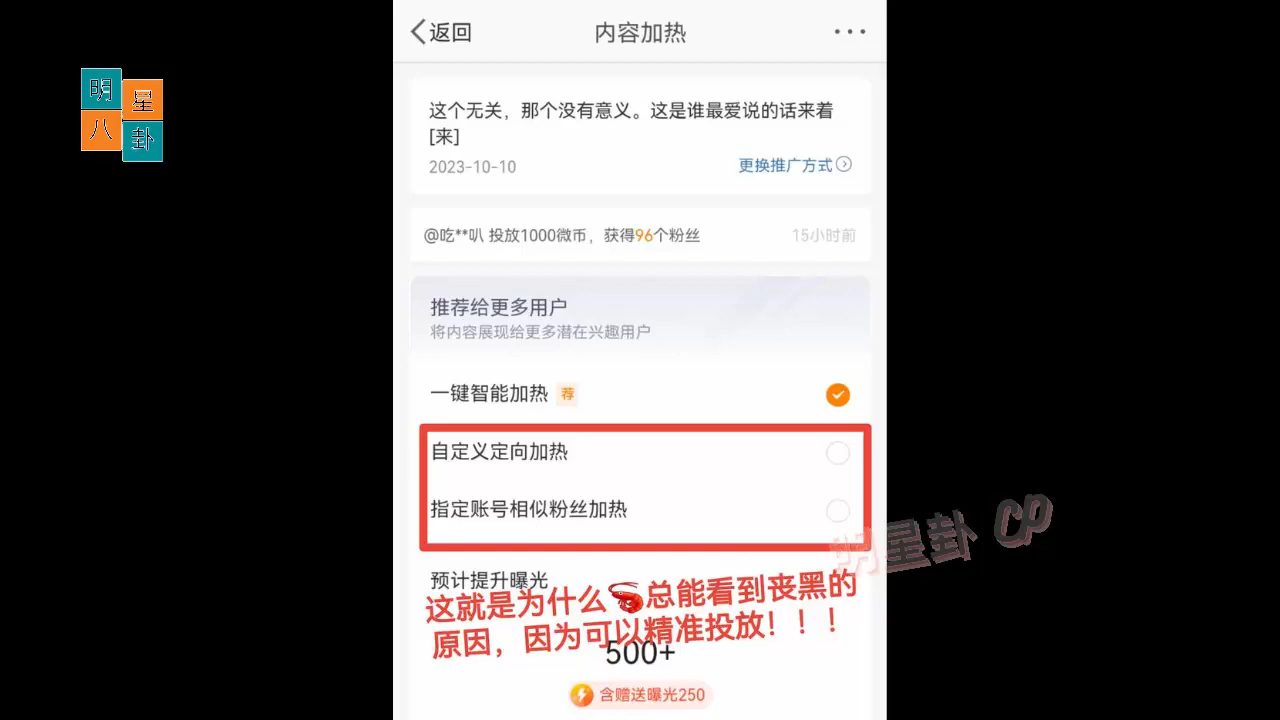 明星
八卦
返回
内容加热
这个无关，那个没有意义。这是谁最爱说的话来着
[来]
2023-10-10
更换推广方式
@吃**叭 投放1000微币，获得96个粉丝
15小时前
推荐给更多用户
将内容展现给更多潜在兴趣用户
一键智能加热 荐
自定义定向加热
指定账号相似粉丝加热
明星卦 CP
预计提升曝光
这就是为什么🦐总能看到丧黑的
原因，因为可以精准投放！！！
500+
含赠送曝光250